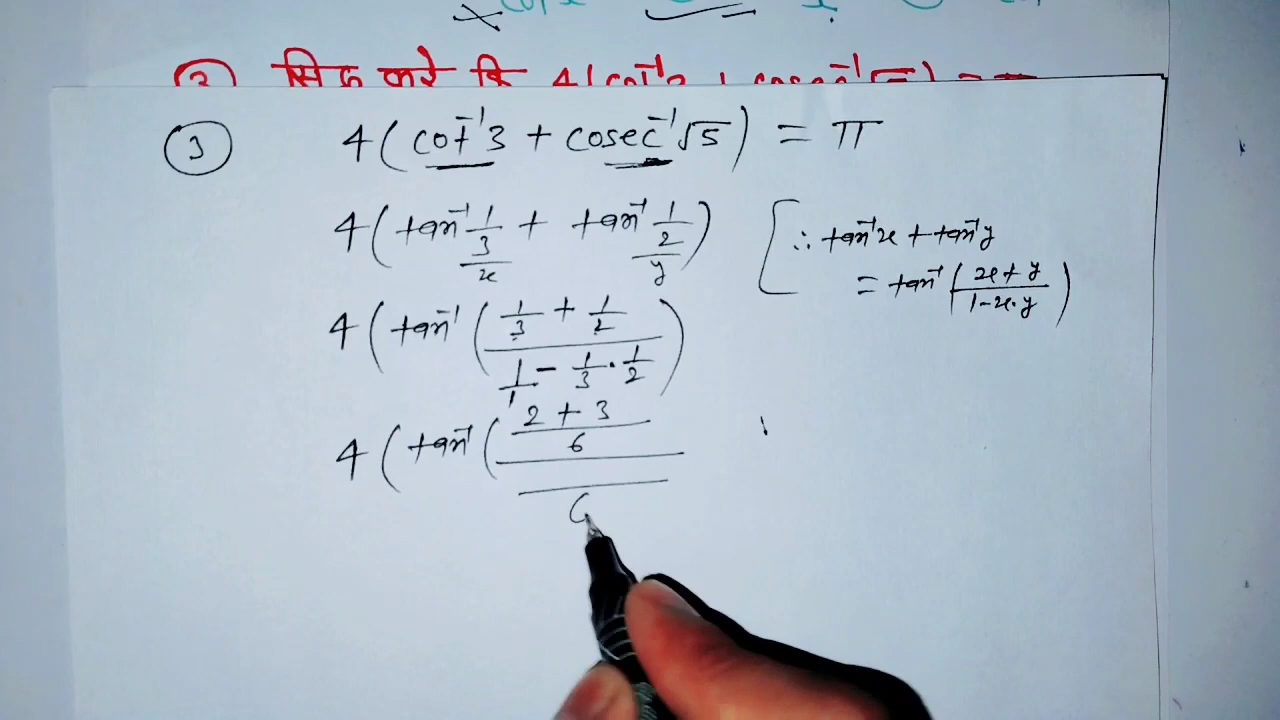 ③ सिद्ध करे कि 4(cot⁻¹3 + cosec⁻¹√5) = π
③ 4(cot⁻¹3 + cosec⁻¹√5) = π
4(tan⁻¹ 1/3 + tan⁻¹ 1/2) [∴ tan⁻¹x + tan⁻¹y
x y = tan⁻¹((x+y)/(1-x·y))
4(tan⁻¹((1/3 + 1/2)/(1/1 - 1/3·1/2))
4(tan⁻¹(((2+3)/6)/(/6